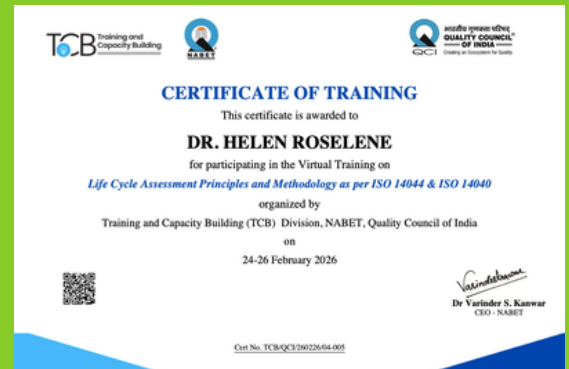 TCB Training and
Capacity Building
NABET
QCI
भारतीय गुणवत्ता परिषद्
QUALITY COUNCIL
OF INDIA
Creating an Ecosystem for Quality
CERTIFICATE OF TRAINING
This certificate is awarded to
DR. HELEN ROSELENE
for participating in the Virtual Training on
Life Cycle Assessment Principles and Methodology as per ISO 14044 & ISO 14040
organized by
Training and Capacity Building (TCB) Division, NABET, Quality Council of India
on
24-26 February 2026
Dr Varinder S. Kanwar
CEO - NABET
Cert No. TCB/QCI/260226/04-005